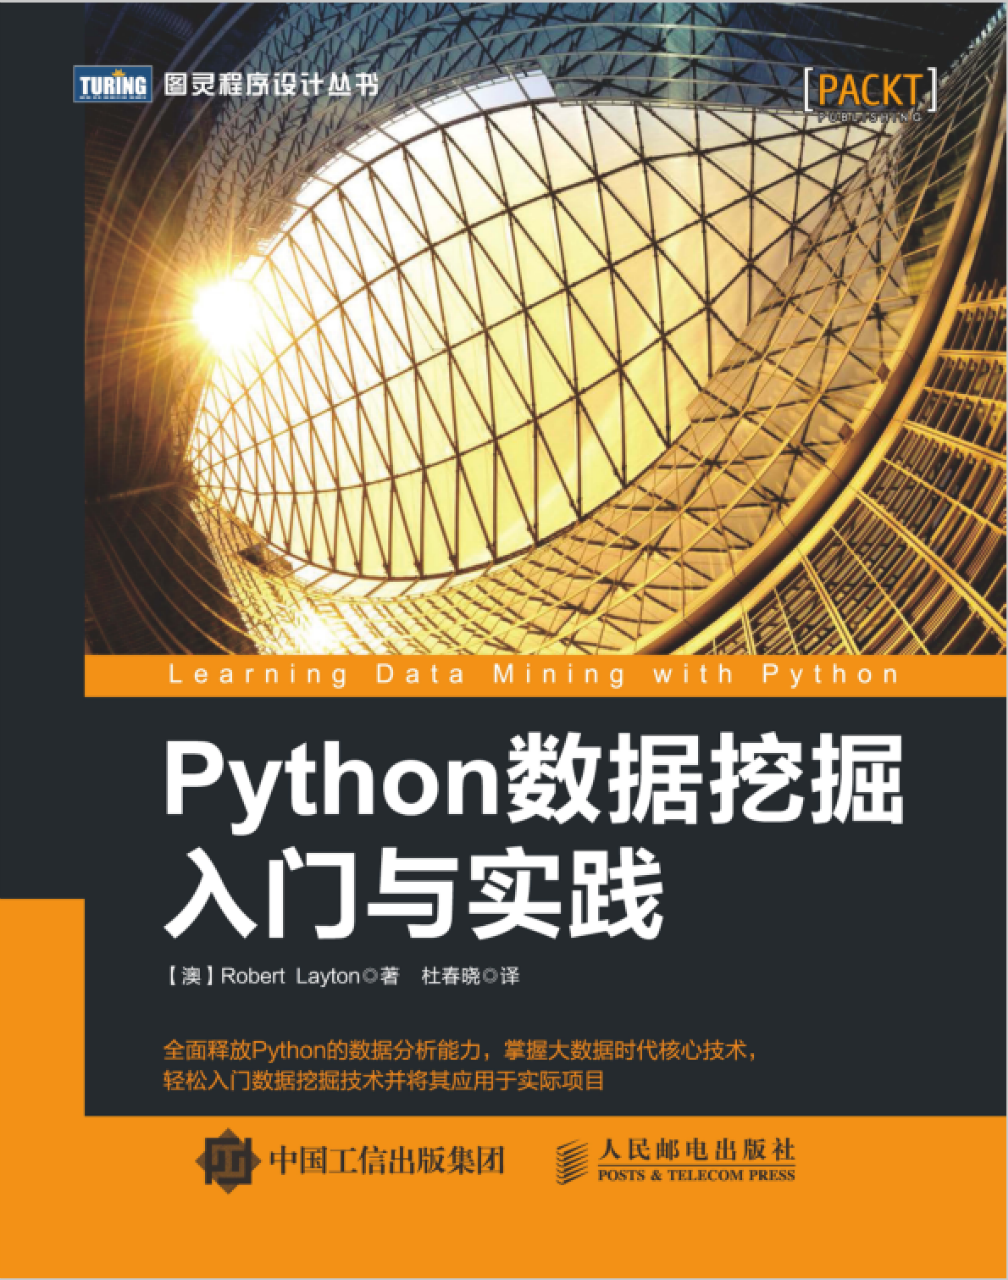 TURING 图灵程序设计丛书
[PACKT]
PUBLISHING
Learning Data Mining with Python
Python数据挖掘
入门与实践
【澳】Robert Layton◎著 杜春晓◎译
全面释放Python的数据分析能力，掌握大数据时代核心技术，
轻松入门数据挖掘技术并将其应用于实际项目
中国工信出版集团
人民邮电出版社
POSTS & TELECOM PRESS